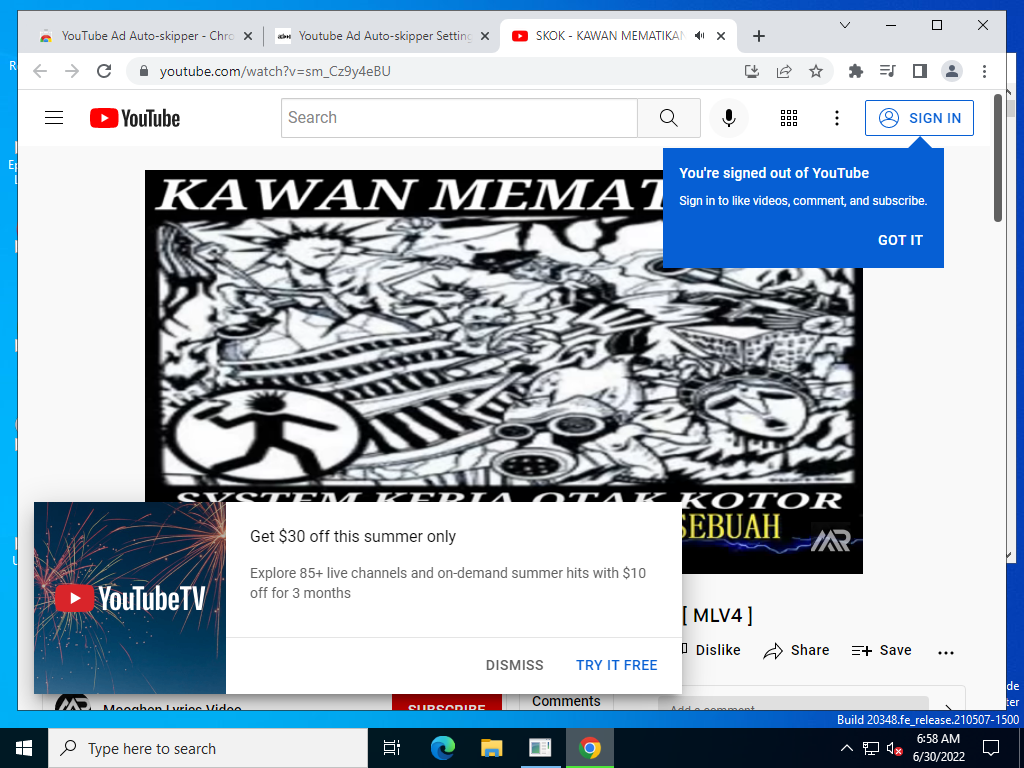 YouTube Ad Auto-skipper - Chro
Youtube Ad Auto-skipper Setting
SKOK - KAWAN MEMATIKAN
youtube.com/watch?v=sm_Cz9y4eBU
YouTube
Search
SIGN IN
You're signed out of YouTube
Sign in to like videos, comment, and subscribe.
GOT IT
KAWAN MEMAT
SYSTEM KERJA OTAK KOTOR
SEBUAH
MR
Get $30 off this summer only
Explore 85+ live channels and on-demand summer hits with $10
off for 3 months
YouTubeTV
DISMISS
TRY IT FREE
[ MLV4 ]
Dislike
Share
Save
Mooghen Lyrics Video
SUBSCRIBE
Comments
Add a comment...
Build 20348.fe_release.210507-1500
Type here to search
6:58 AM
6/30/2022